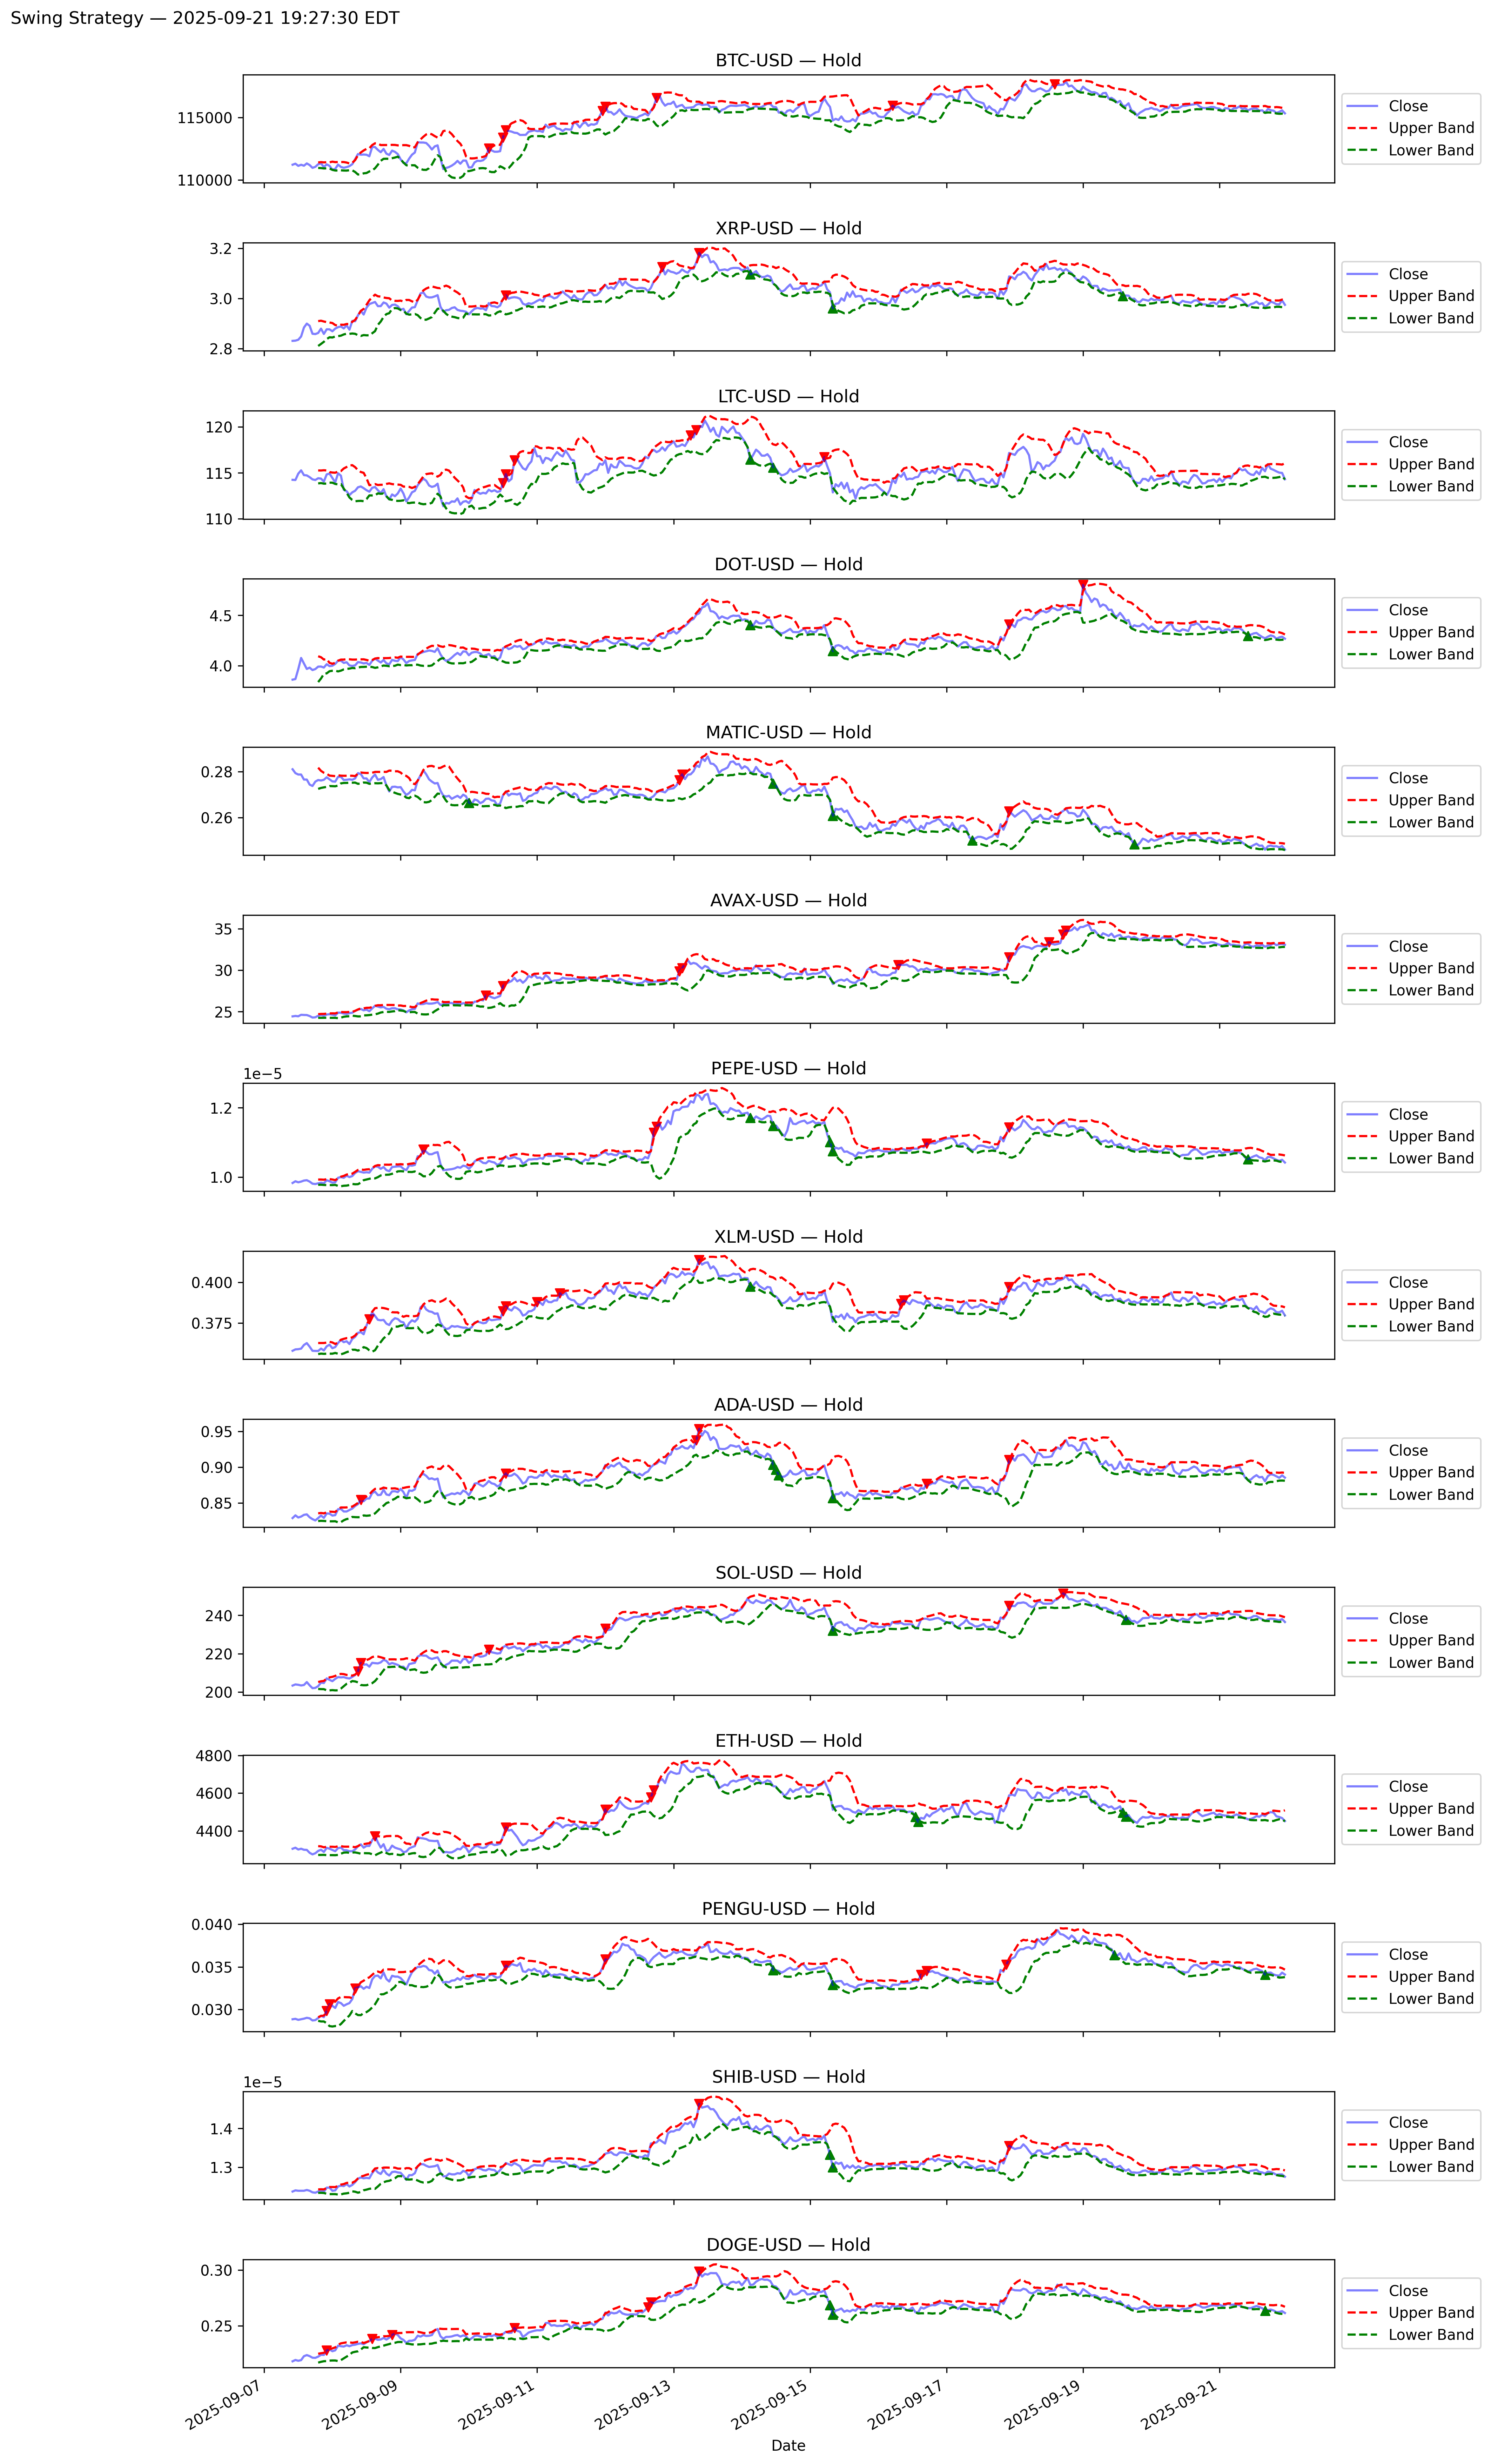 Swing Strategy — 2025-09-21 19:27:30 EDT
BTC-USD — Hold
115000
110000
Close
Upper Band
Lower Band
XRP-USD — Hold
3.2
3.0
2.8
Close
Upper Band
Lower Band
LTC-USD — Hold
120
115
110
Close
Upper Band
Lower Band
DOT-USD — Hold
4.5
4.0
Close
Upper Band
Lower Band
MATIC-USD — Hold
0.28
0.26
Close
Upper Band
Lower Band
AVAX-USD — Hold
35
30
25
Close
Upper Band
Lower Band
PEPE-USD — Hold
1e−5
1.2
1.0
Close
Upper Band
Lower Band
XLM-USD — Hold
0.400
0.375
Close
Upper Band
Lower Band
ADA-USD — Hold
0.95
0.90
0.85
Close
Upper Band
Lower Band
SOL-USD — Hold
240
220
200
Close
Upper Band
Lower Band
ETH-USD — Hold
4800
4600
4400
Close
Upper Band
Lower Band
PENGU-USD — Hold
0.040
0.035
0.030
Close
Upper Band
Lower Band
SHIB-USD — Hold
1e−5
1.4
1.3
Close
Upper Band
Lower Band
DOGE-USD — Hold
0.30
0.25
Close
Upper Band
Lower Band
2025-09-07
2025-09-09
2025-09-11
2025-09-13
2025-09-15
2025-09-17
2025-09-19
2025-09-21
Date